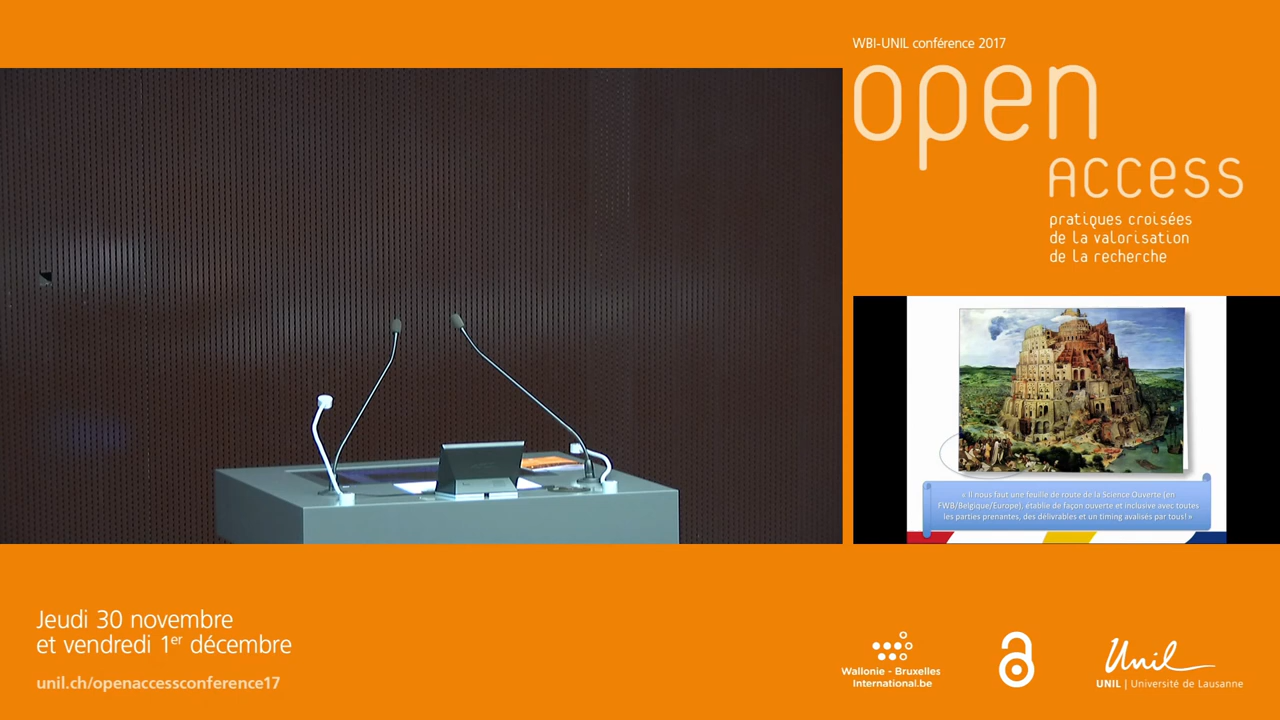 WBI-UNIL conférence 2017
open
access
pratiques croisées
de la valorisation
de la recherche
« Il nous faut une feuille de route de la Science Ouverte (en
FWB/Belgique/Europe), établie de façon ouverte et inclusive avec toutes
les parties prenantes, des délivrables et un timing avalisés par tous! »
Jeudi 30 novembre
et vendredi 1er décembre
unil.ch/openaccessconference17
Wallonie - Bruxelles
International.be
Unil
UNIL | Université de Lausanne